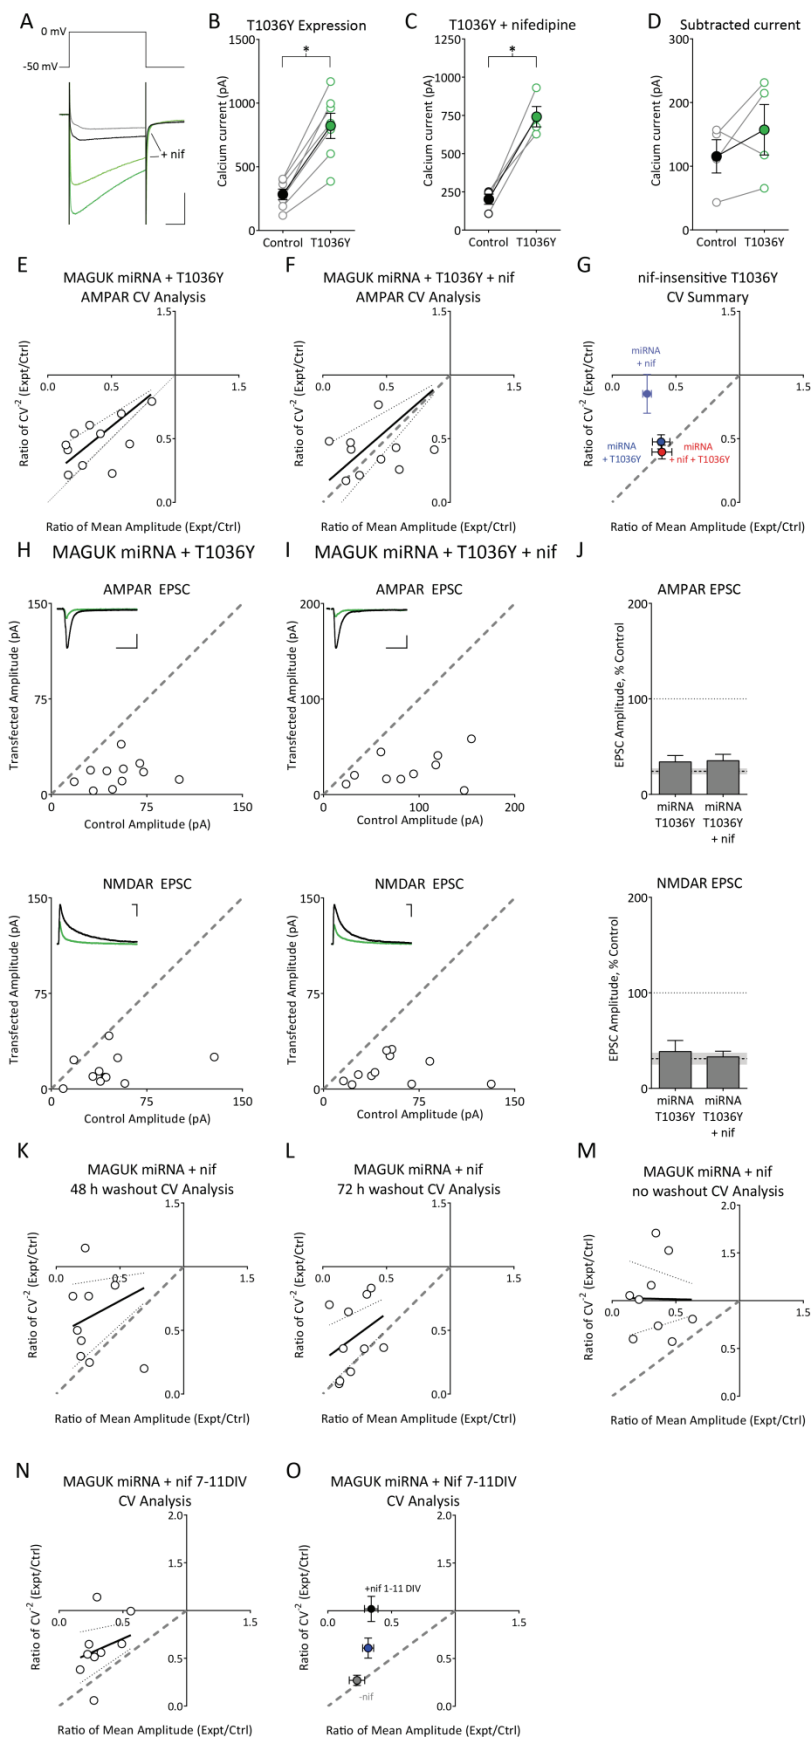 A
0 mV
-50 mV
+ nif
B
T1036Y Expression
Calcium current (pA)
1500
1000
500
0
Control T1036Y
*
C
T1036Y + nifedipine
Calcium current (pA)
1250
1000
750
500
250
0
Control T1036Y
*
D
Subtracted current
Calcium current (pA)
300
200
100
0
Control T1036Y
E
MAGUK miRNA + T1036Y
AMPAR CV Analysis
1.5
0.0 0.5 1.5
0.5
0.0
Ratio of CV-2 (Expt/Ctrl)
Ratio of Mean Amplitude (Expt/Ctrl)
F
MAGUK miRNA + T1036Y + nif
AMPAR CV Analysis
1.5
0.0 0.5 1.5
0.5
0.0
Ratio of CV-2 (Expt/Ctrl)
Ratio of Mean Amplitude (Expt/Ctrl)
G
nif-insensitive T1036Y
CV Summary
1.5
miRNA
+ nif
0.0 0.5 1.5
0.5
miRNA
+ T1036Y
miRNA
+ nif + T1036Y
0.0
Ratio of CV-2 (Expt/Ctrl)
Ratio of Mean Amplitude (Expt/Ctrl)
H MAGUK miRNA + T1036Y
AMPAR EPSC
Transfected Amplitude (pA)
150
75
0
0 75 150
Control Amplitude (pA)
NMDAR EPSC
Transfected Amplitude (pA)
150
75
0
0 75 150
Control Amplitude (pA)
I MAGUK miRNA + T1036Y + nif
AMPAR EPSC
Transfected Amplitude (pA)
200
100
0
0 100 200
Control Amplitude (pA)
NMDAR EPSC
Transfected Amplitude (pA)
150
75
0
0 75 150
Control Amplitude (pA)
J
AMPAR EPSC
EPSC Amplitude, % Control
200
100
0
miRNA miRNA
T1036Y T1036Y
+ nif
NMDAR EPSC
EPSC Amplitude, % Control
200
100
0
miRNA miRNA
T1036Y T1036Y
+ nif
K
MAGUK miRNA + nif
48 h washout CV Analysis
1.5
0.0 0.5 1.5
0.5
0.0
Ratio of CV-2 (Expt/Ctrl)
Ratio of Mean Amplitude (Expt/Ctrl)
L
MAGUK miRNA + nif
72 h washout CV Analysis
1.5
0.0 0.5 1.5
0.5
0.0
Ratio of CV-2 (Expt/Ctrl)
Ratio of Mean Amplitude (Expt/Ctrl)
M
MAGUK miRNA + nif
no washout CV Analysis
2.0
1.5
0.0 0.5 1.5
0.5
0.0
Ratio of CV-2 (Expt/Ctrl)
Ratio of Mean Amplitude (Expt/Ctrl)
N
MAGUK miRNA + nif 7-11DIV
CV Analysis
2.0
1.5
0.0 0.5 1.5
0.5
0.0
Ratio of CV-2 (Expt/Ctrl)
Ratio of Mean Amplitude (Expt/Ctrl)
O
MAGUK miRNA + Nif 7-11DIV
CV Analysis
2.0
1.5
+nif 1-11 DIV
0.0 0.5 1.5
0.5
-nif
0.0
Ratio of CV-2 (Expt/Ctrl)
Ratio of Mean Amplitude (Expt/Ctrl)